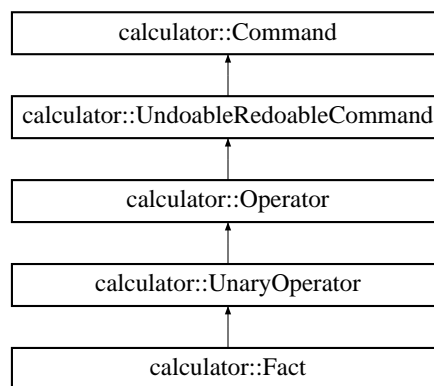 calculator::Command
calculator::UndoableRedoableCommand
calculator::Operator
calculator::UnaryOperator
calculator::Fact